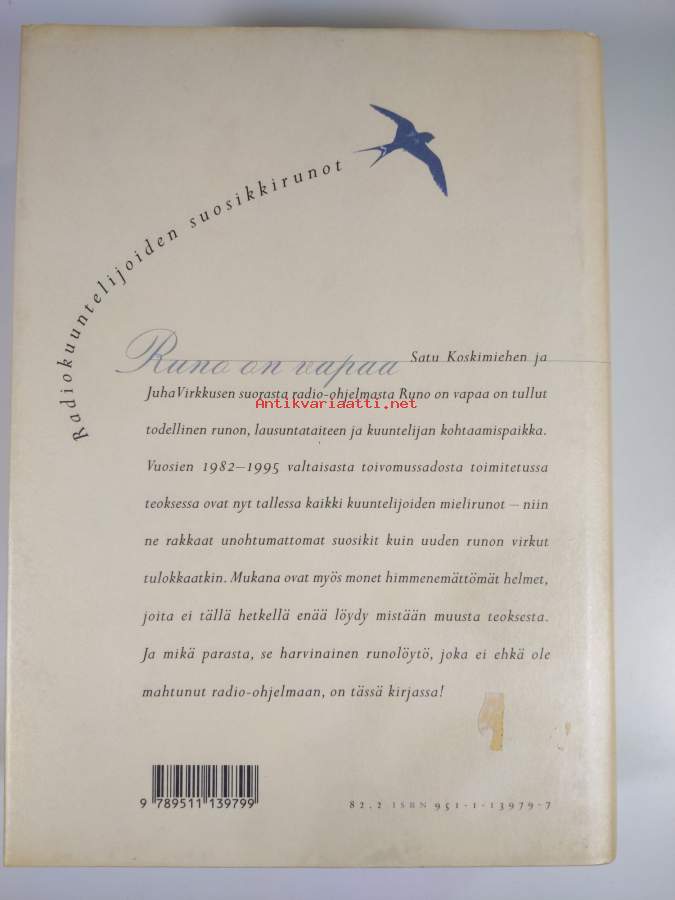 Radiokuuntelijoiden suosikkirunot
Runo on vapaa Satu Koskimiehen ja
Juha Virkkusen suorasta radio-ohjelmasta Runo on vapaa on tullut
Antikvariaatti.net
todellinen runon, lausuntataiteen ja kuuntelijan kohtaamispaikka.
Vuosien 1982–1995 valtaisasta toivomussadosta toimitetussa
teoksessa ovat nyt tallessa kaikki kuuntelijoiden mielirunot – niin
ne rakkaat unohtumattomat suosikit kuin uuden runon virkut
tulokkaatkin. Mukana ovat myös monet himmenemättömät helmet,
joita ei tällä hetkellä enää löydy mistään muusta teoksesta.
Ja mikä parasta, se harvinainen runolöytö, joka ei ehkä ole
mahtunut radio-ohjelmaan, on tässä kirjassa!
9 789511 139799
82.2 ISBN 951-1-13979-7